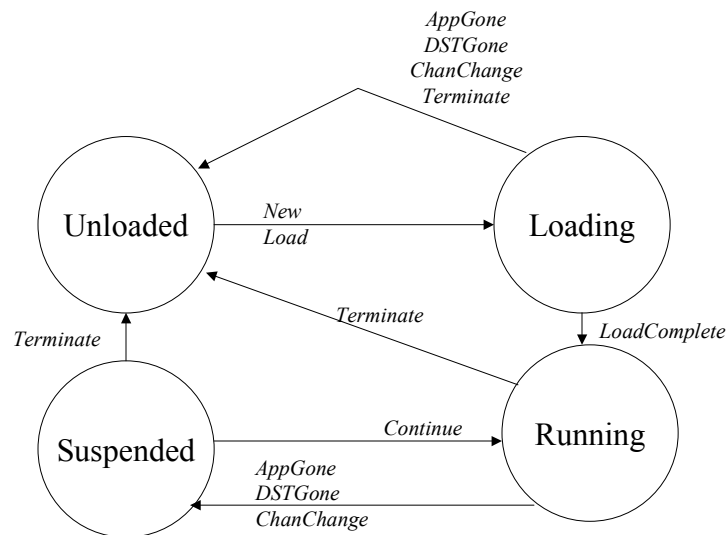 AppGone
DSTGone
ChanChange
Terminate
Unloaded
New
Load
Loading
Terminate
Terminate
LoadComplete
Suspended
Continue
Running
AppGone
DSTGone
ChanChange